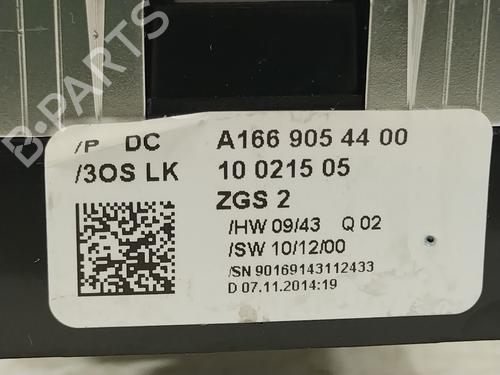 B-PARTS
/P DC A166 905 44 00
/3OS LK 10 0215 05
ZGS 2
/HW 09/43 Q 02
/SW 10/12/00
/SN 90169143112433
D 07.11.2014:19